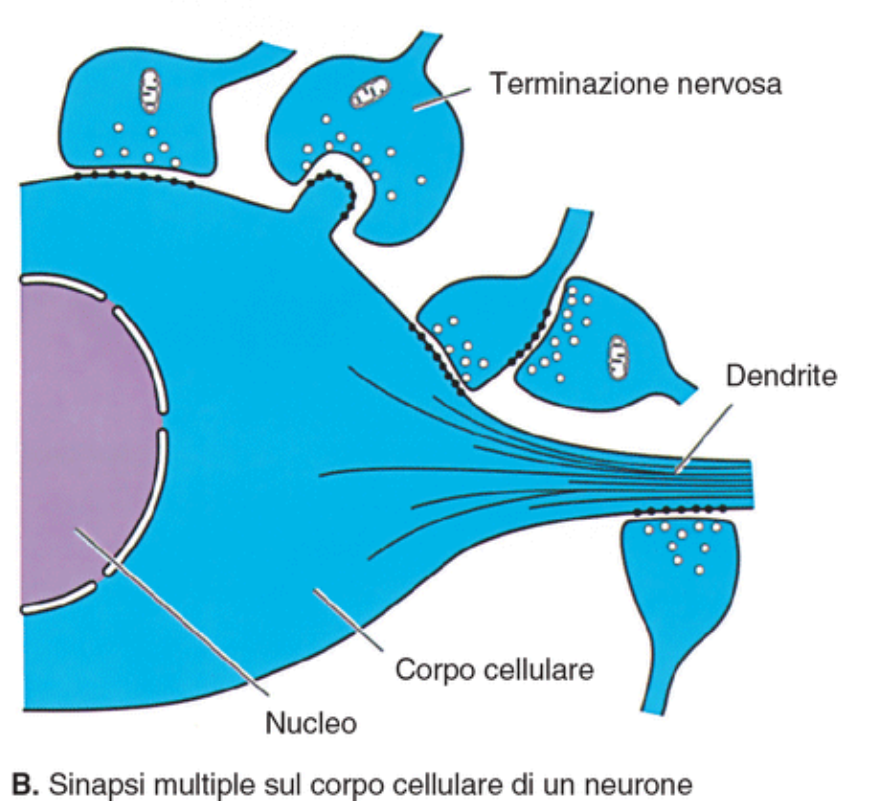 Terminazione nervosa
Dendrite
Corpo cellulare
Nucleo
B. Sinapsi multiple sul corpo cellulare di un neurone